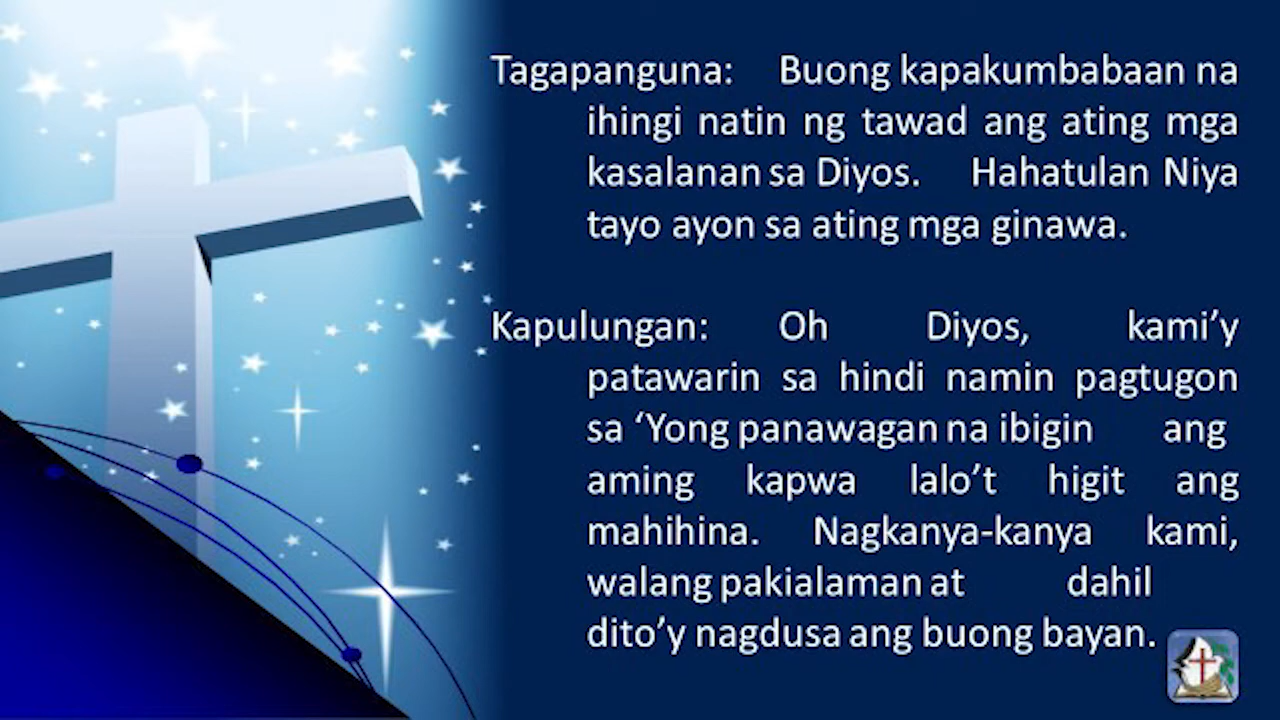 Tagapanguna: Buong kapakumbabaan na
ihingi natin ng tawad ang ating mga
kasalanan sa Diyos. Hahatulan Niya
tayo ayon sa ating mga ginawa.
Kapulungan: Oh Diyos, kami’y
patawarin sa hindi namin pagtugon
sa ‘Yong panawagan na ibigin ang
aming kapwa lalo’t higit ang
mahihina. Nagkanya-kanya kami,
walang pakialaman at dahil
dito’y nagdusa ang buong bayan.